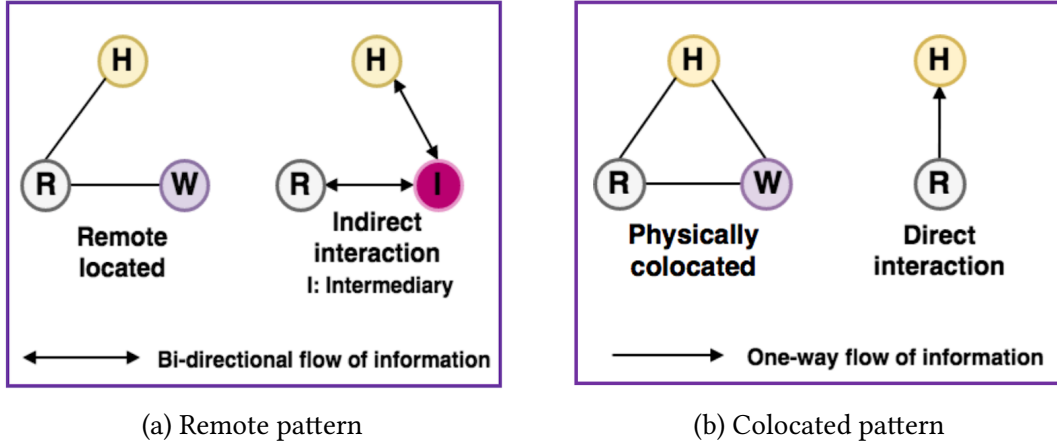 H
H
R
W
R
I
Remote
located
Indirect
interaction
I: Intermediary
Bi-directional flow of information
(a) Remote pattern
H
H
R
W
R
Physically
colocated
Direct
interaction
One-way flow of information
(b) Colocated pattern